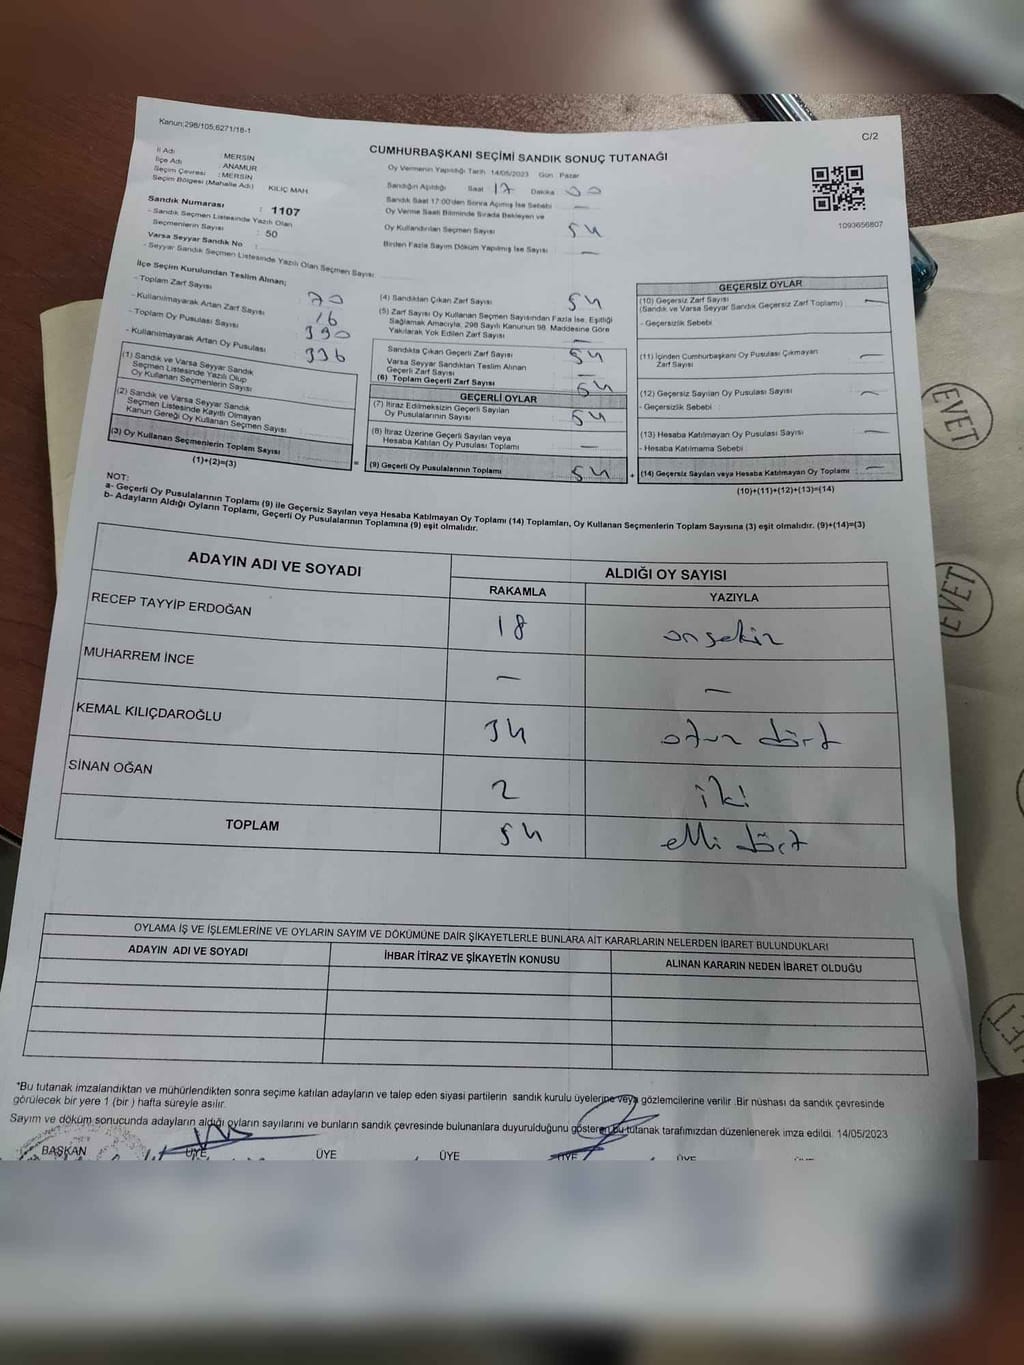 Kanun;298/105;6271/18-1
C/2
CUMHURBAŞKANI SEÇİMİ SANDIK SONUÇ TUTANAĞI
İl Adı : MERSİN
İlçe Adı : ANAMUR
Seçim Çevresi : MERSİN
Seçim Bölgesi (Mahalle Adı) KILIÇ MAH
Sandık Numarası : 1107
- Sandık Seçmen Listesinde Yazılı Olan
Seçmenlerin Sayısı : 50
Varsa Seyyar Sandık No :
- Seyyar Sandık Seçmen Listesinde Yazılı Olan Seçmen Sayısı
Oy Vermenin Yapıldığı Tarih 14/05/2023 Gün : Pazar
Sandığın Açıldığı Saat 17 Dakika 00
Sandık Saat 17:00'den Sonra Açılmış İse Sebebi —
Oy Verme Saati Bitiminde Sırada Bekleyen ve
Oy Kullandırılan Seçmen Sayısı 54
Birden Fazla Sayım Döküm Yapılmış İse Sayısı —
1093656807
İlçe Seçim Kurulundan Teslim Alınan;
- Toplam Zarf Sayısı 70
- Kullanılmayarak Artan Zarf Sayısı 16
- Toplam Oy Pusulası Sayısı 390
- Kullanılmayarak Artan Oy Pusulası 336
(1) Sandık ve Varsa Seyyar Sandık
Seçmen Listesinde Yazılı Olup
Oy Kullanan Seçmenlerin Sayısı
(2) Sandık ve Varsa Seyyar Sandık
Seçmen Listesinde Kayıtlı Olmayan
Kanun Gereği Oy Kullanan Seçmen Sayısı
(3) Oy Kullanan Seçmenlerin Toplam Sayısı
(1)+(2)=(3)
(4) Sandıktan Çıkan Zarf Sayısı 54
(5) Zarf Sayısı Oy Kullanan Seçmen Sayısından Fazla İse, Eşitliği
Sağlamak Amacıyla, 298 Sayılı Kanunun 98. Maddesine Göre
Yakılarak Yok Edilen Zarf Sayısı —
Sandıkta Çıkan Geçerli Zarf Sayısı 54
Varsa Seyyar Sandıktan Teslim Alınan
Geçerli Zarf Sayısı —
(6) Toplam Geçerli Zarf Sayısı 54
GEÇERLİ OYLAR
(7) İtiraz Edilmeksizin Geçerli Sayılan
Oy Pusulalarının Sayısı 54
(8) İtiraz Üzerine Geçerli Sayılan veya
Hesaba Katılan Oy Pusulası Toplamı —
= (9) Geçerli Oy Pusulalarının Toplamı 54
GEÇERSİZ OYLAR
(10) Geçersiz Zarf Sayısı —
(Sandık ve Varsa Seyyar Sandık Geçersiz Zarf Toplamı)
- Geçersizlik Sebebi
(11) İçinden Cumhurbaşkanı Oy Pusulası Çıkmayan
Zarf Sayısı —
(12) Geçersiz Sayılan Oy Pusulası Sayısı —
- Geçersizlik Sebebi
(13) Hesaba Katılmayan Oy Pusulası Sayısı —
- Hesaba Katılmama Sebebi
+ (14) Geçersiz Sayılan veya Hesaba Katılmayan Oy Toplamı —
(10)+(11)+(12)+(13)=(14)
NOT:
a- Geçerli Oy Pusulalarının Toplamı (9) ile Geçersiz Sayılan veya Hesaba Katılmayan Oy Toplamı (14) Toplamları, Oy Kullanan Seçmenlerin Toplam Sayısına (3) eşit olmalıdır. (9)+(14)=(3)
b- Adayların Aldığı Oyların Toplamı, Geçerli Oy Pusulalarının Toplamına (9) eşit olmalıdır.
ADAYIN ADI VE SOYADI
ALDIĞI OY SAYISI
RAKAMLA YAZIYLA
RECEP TAYYİP ERDOĞAN 18 onsekiz
MUHARREM İNCE — —
KEMAL KILIÇDAROĞLU 34 otuz dört
SİNAN OĞAN 2 iki
TOPLAM 54 elli dört
OYLAMA İŞ VE İŞLEMLERİNE VE OYLARIN SAYIM VE DÖKÜMÜNE DAİR ŞİKAYETLERLE BUNLARA AİT KARARLARIN NELERDEN İBARET BULUNDUKLARI
ADAYIN ADI VE SOYADI İHBAR İTİRAZ VE ŞİKAYETİN KONUSU ALINAN KARARIN NEDEN İBARET OLDUĞU
*Bu tutanak imzalandıktan ve mühürlendikten sonra seçime katılan adayların ve talep eden siyasi partilerin sandık kurulu üyelerine veya gözlemcilerine verilir .Bir nüshası da sandık çevresinde
görülecek bir yere 1 (bir ) hafta süreyle asılır.
Sayım ve döküm sonucunda adayların aldığı oyların sayılarını ve bunların sandık çevresinde bulunanlara duyurulduğunu gösteren bu tutanak tarafımızdan düzenlenerek imza edildi. 14/05/2023
BAŞKAN ÜYE ÜYE ÜYE ÜYE ÜYE
EVET
EVET